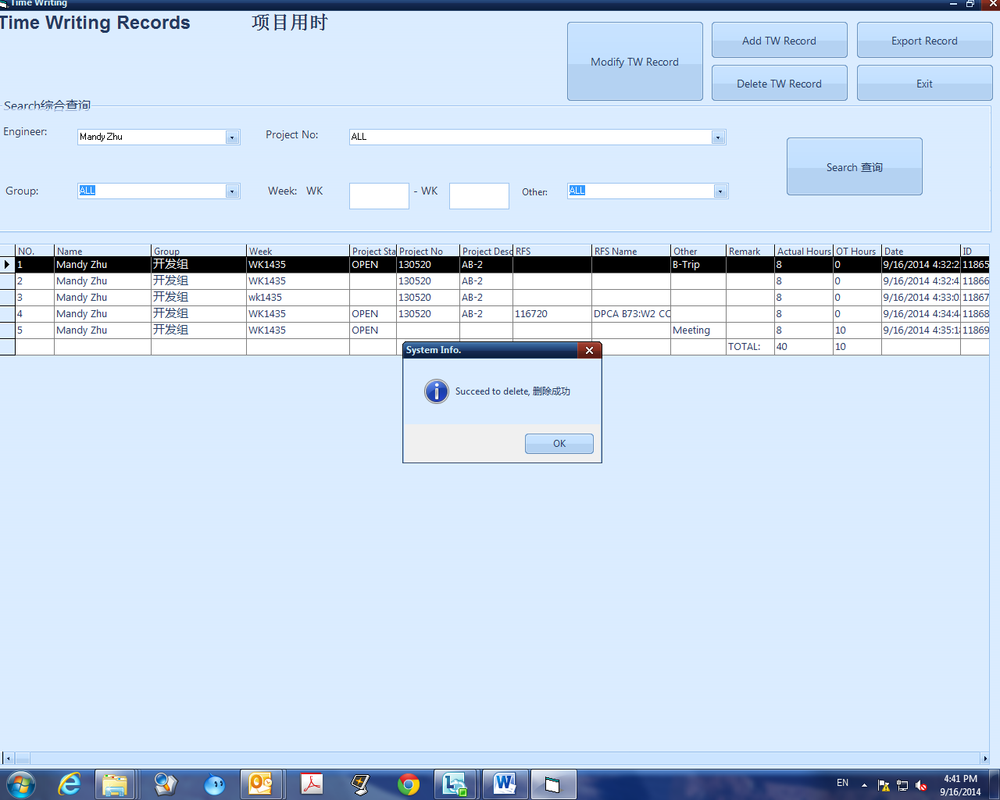 Time Writing
Time Writing Records 项目用时
Modify TW Record
Add TW Record
Export Record
Delete TW Record
Exit
Search综合查询
Engineer: Mandy Zhu Project No: ALL
Search 查询
Group: ALL Week: WK - WK Other: ALL
NO. Name Group Week Project Sta Project No Project Desc RFS RFS Name Other Remark Actual Hours OT Hours Date ID
1 Mandy Zhu 开发组 WK1435 OPEN 130520 AB-2 B-Trip 8 0 9/16/2014 4:32:2 11865
2 Mandy Zhu 开发组 WK1435 130520 AB-2 8 0 9/16/2014 4:32:4 11866
3 Mandy Zhu 开发组 wk1435 130520 AB-2 8 0 9/16/2014 4:33:0 11867
4 Mandy Zhu 开发组 WK1435 OPEN 130520 AB-2 116720 DPCA B73:W2 CC 8 0 9/16/2014 4:34:4 11868
5 Mandy Zhu 开发组 WK1435 OPEN Meeting 8 10 9/16/2014 4:35:1 11869
TOTAL: 40 10
System Info.
Succeed to delete, 删除成功
OK
EN
4:41 PM
9/16/2014